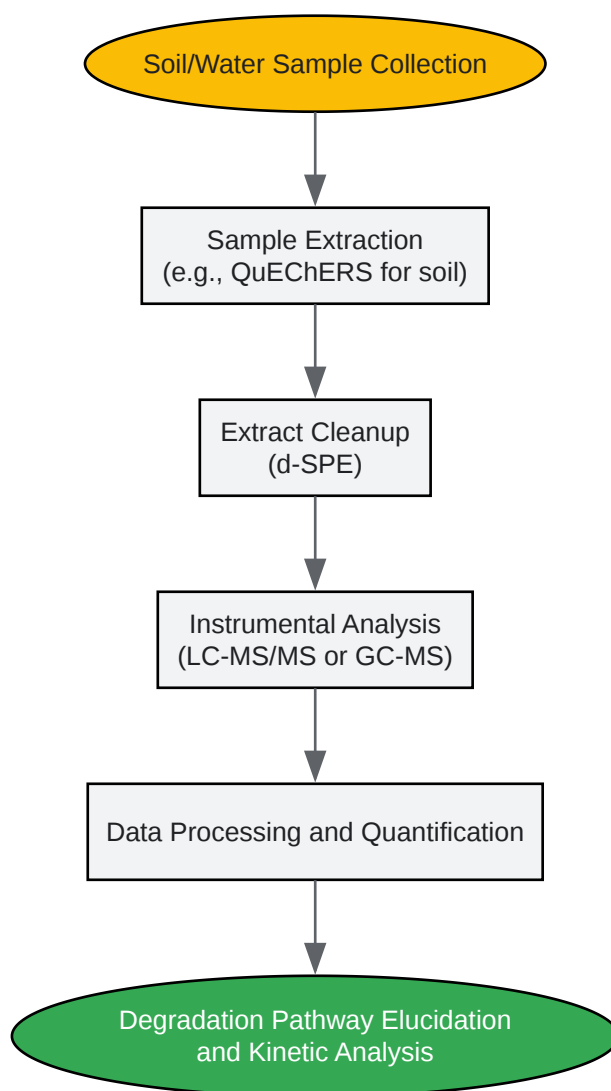 Soil/Water Sample Collection
Sample Extraction
(e.g., QuEChERS for soil)
Extract Cleanup
(d-SPE)
Instrumental Analysis
(LC-MS/MS or GC-MS)
Data Processing and Quantification
Degradation Pathway Elucidation
and Kinetic Analysis